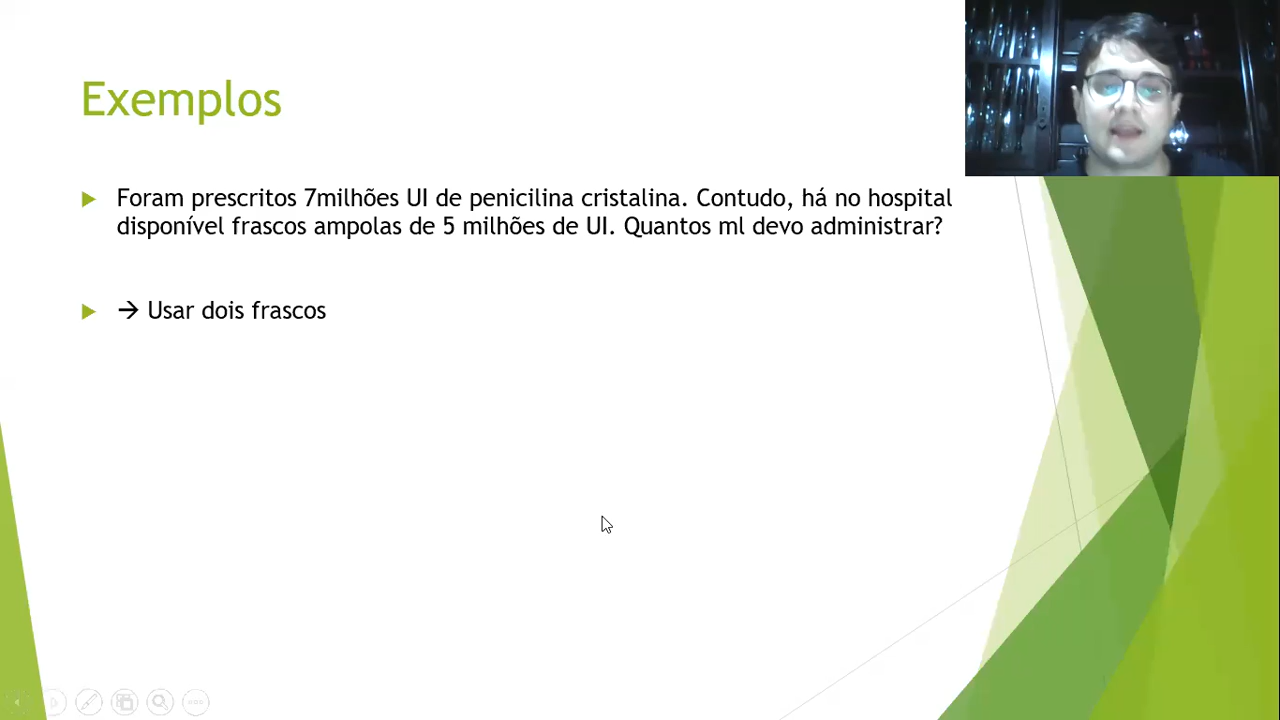 Exemplos
Foram prescritos 7milhões UI de penicilina cristalina. Contudo, há no hospital
disponível frascos ampolas de 5 milhões de UI. Quantos ml devo administrar?
→ Usar dois frascos